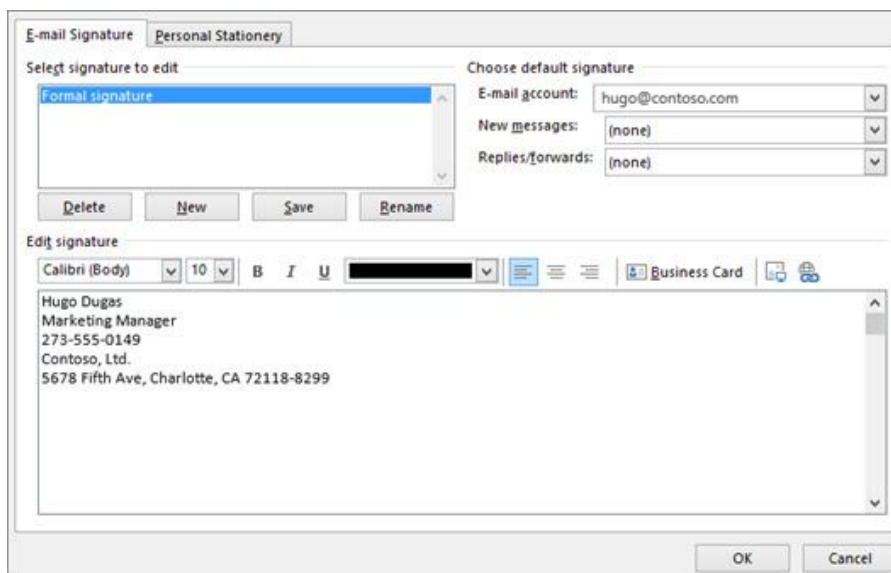 E-mail Signature
Personal Stationery
Select signature to edit
Formal signature
Delete
New
Save
Rename
Choose default signature
E-mail account:
hugo@contoso.com
New messages:
(none)
Replies/forwards:
(none)
Edit signature
Calibri (Body)
10
B
I
U
Business Card
Hugo Dugas
Marketing Manager
273-555-0149
Contoso, Ltd.
5678 Fifth Ave, Charlotte, CA 72118-8299
OK
Cancel